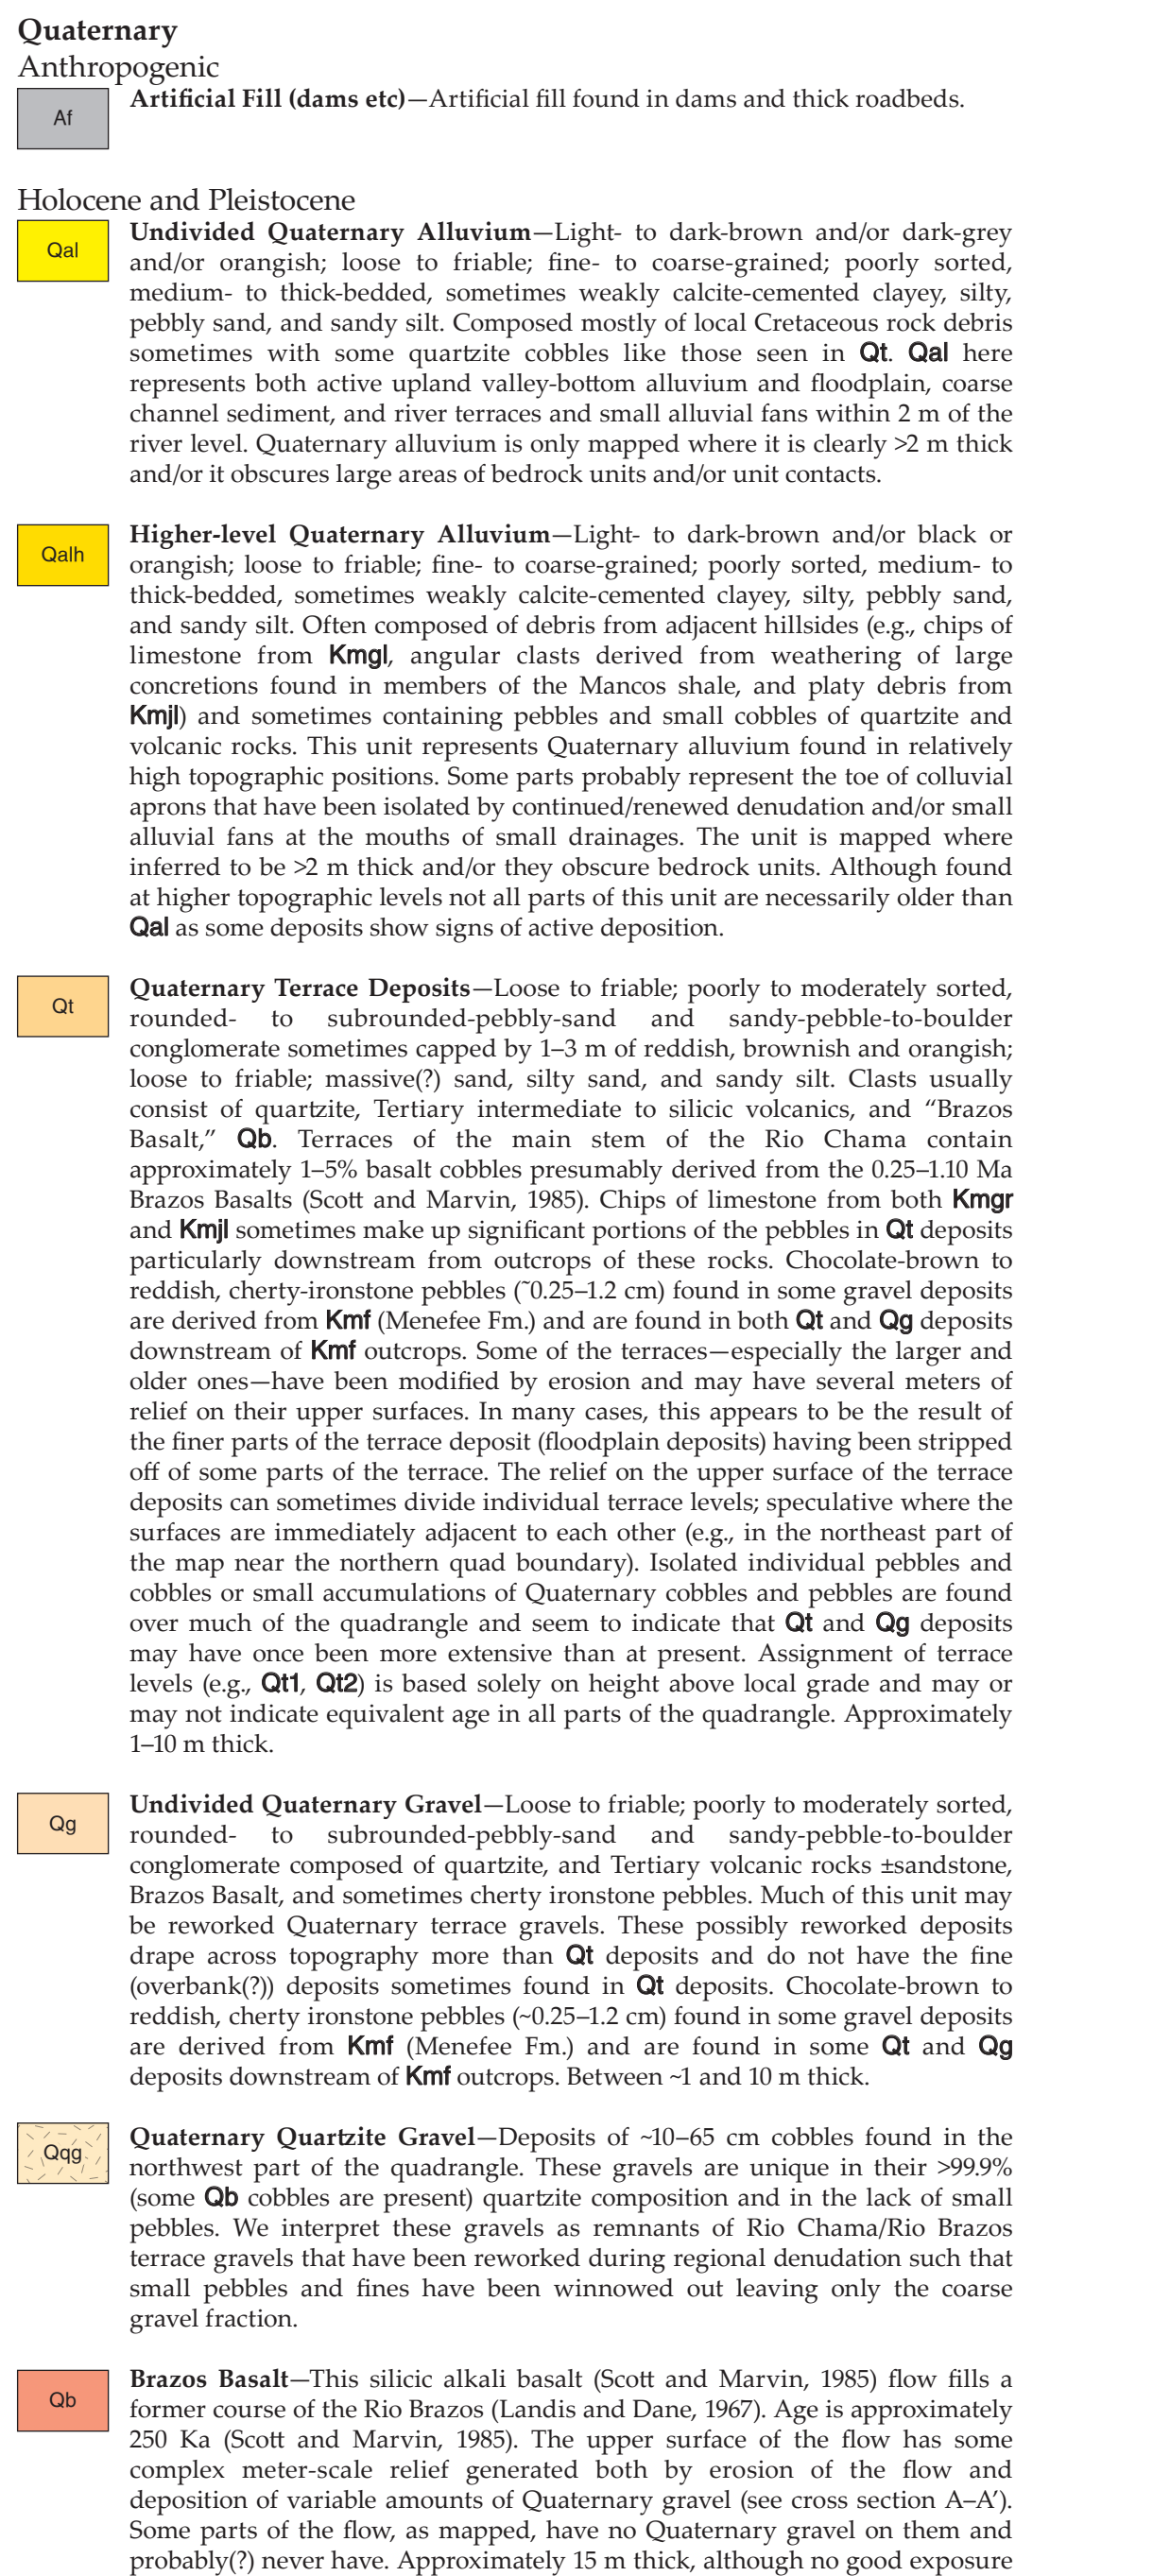 Quaternary
Anthropogenic
Af
Artificial Fill (dams etc)—Artificial fill found in dams and thick roadbeds.
Holocene and Pleistocene
Qal
Undivided Quaternary Alluvium—Light- to dark-brown and/or dark-grey
and/or orangish; loose to friable; fine- to coarse-grained; poorly sorted,
medium- to thick-bedded, sometimes weakly calcite-cemented clayey, silty,
pebbly sand, and sandy silt. Composed mostly of local Cretaceous rock debris
sometimes with some quartzite cobbles like those seen in Qt. Qal here
represents both active upland valley-bottom alluvium and floodplain, coarse
channel sediment, and river terraces and small alluvial fans within 2 m of the
river level. Quaternary alluvium is only mapped where it is clearly >2 m thick
and/or it obscures large areas of bedrock units and/or unit contacts.
Qalh
Higher-level Quaternary Alluvium—Light- to dark-brown and/or black or
orangish; loose to friable; fine- to coarse-grained; poorly sorted, medium- to
thick-bedded, sometimes weakly calcite-cemented clayey, silty, pebbly sand,
and sandy silt. Often composed of debris from adjacent hillsides (e.g., chips of
limestone from Kmgl, angular clasts derived from weathering of large
concretions found in members of the Mancos shale, and platy debris from
Kmjl) and sometimes containing pebbles and small cobbles of quartzite and
volcanic rocks. This unit represents Quaternary alluvium found in relatively
high topographic positions. Some parts probably represent the toe of colluvial
aprons that have been isolated by continued/renewed denudation and/or small
alluvial fans at the mouths of small drainages. The unit is mapped where
inferred to be >2 m thick and/or they obscure bedrock units. Although found
at higher topographic levels not all parts of this unit are necessarily older than
Qal as some deposits show signs of active deposition.
Qt
Quaternary Terrace Deposits—Loose to friable; poorly to moderately sorted,
rounded- to subrounded-pebbly-sand and sandy-pebble-to-boulder
conglomerate sometimes capped by 1–3 m of reddish, brownish and orangish;
loose to friable; massive(?) sand, silty sand, and sandy silt. Clasts usually
consist of quartzite, Tertiary intermediate to silicic volcanics, and “Brazos
Basalt,” Qb. Terraces of the main stem of the Rio Chama contain
approximately 1–5% basalt cobbles presumably derived from the 0.25–1.10 Ma
Brazos Basalts (Scott and Marvin, 1985). Chips of limestone from both Kmgr
and Kmjl sometimes make up significant portions of the pebbles in Qt deposits
particularly downstream from outcrops of these rocks. Chocolate-brown to
reddish, cherty-ironstone pebbles (˜0.25–1.2 cm) found in some gravel deposits
are derived from Kmf (Menefee Fm.) and are found in both Qt and Qg deposits
downstream of Kmf outcrops. Some of the terraces—especially the larger and
older ones—have been modified by erosion and may have several meters of
relief on their upper surfaces. In many cases, this appears to be the result of
the finer parts of the terrace deposit (floodplain deposits) having been stripped
off of some parts of the terrace. The relief on the upper surface of the terrace
deposits can sometimes divide individual terrace levels; speculative where the
surfaces are immediately adjacent to each other (e.g., in the northeast part of
the map near the northern quad boundary). Isolated individual pebbles and
cobbles or small accumulations of Quaternary cobbles and pebbles are found
over much of the quadrangle and seem to indicate that Qt and Qg deposits
may have once been more extensive than at present. Assignment of terrace
levels (e.g., Qt1, Qt2) is based solely on height above local grade and may or
may not indicate equivalent age in all parts of the quadrangle. Approximately
1–10 m thick.
Qg
Undivided Quaternary Gravel—Loose to friable; poorly to moderately sorted,
rounded- to subrounded-pebbly-sand and sandy-pebble-to-boulder
conglomerate composed of quartzite, and Tertiary volcanic rocks ±sandstone,
Brazos Basalt, and sometimes cherty ironstone pebbles. Much of this unit may
be reworked Quaternary terrace gravels. These possibly reworked deposits
drape across topography more than Qt deposits and do not have the fine
(overbank(?)) deposits sometimes found in Qt deposits. Chocolate-brown to
reddish, cherty ironstone pebbles (~0.25–1.2 cm) found in some gravel deposits
are derived from Kmf (Menefee Fm.) and are found in some Qt and Qg
deposits downstream of Kmf outcrops. Between ~1 and 10 m thick.
Qqg
Quaternary Quartzite Gravel—Deposits of ~10–65 cm cobbles found in the
northwest part of the quadrangle. These gravels are unique in their >99.9%
(some Qb cobbles are present) quartzite composition and in the lack of small
pebbles. We interpret these gravels as remnants of Rio Chama/Rio Brazos
terrace gravels that have been reworked during regional denudation such that
small pebbles and fines have been winnowed out leaving only the coarse
gravel fraction.
Qb
Brazos Basalt—This silicic alkali basalt (Scott and Marvin, 1985) flow fills a
former course of the Rio Brazos (Landis and Dane, 1967). Age is approximately
250 Ka (Scott and Marvin, 1985). The upper surface of the flow has some
complex meter-scale relief generated both by erosion of the flow and
deposition of variable amounts of Quaternary gravel (see cross section A–A’).
Some parts of the flow, as mapped, have no Quaternary gravel on them and
probably(?) never have. Approximately 15 m thick, although no good exposure